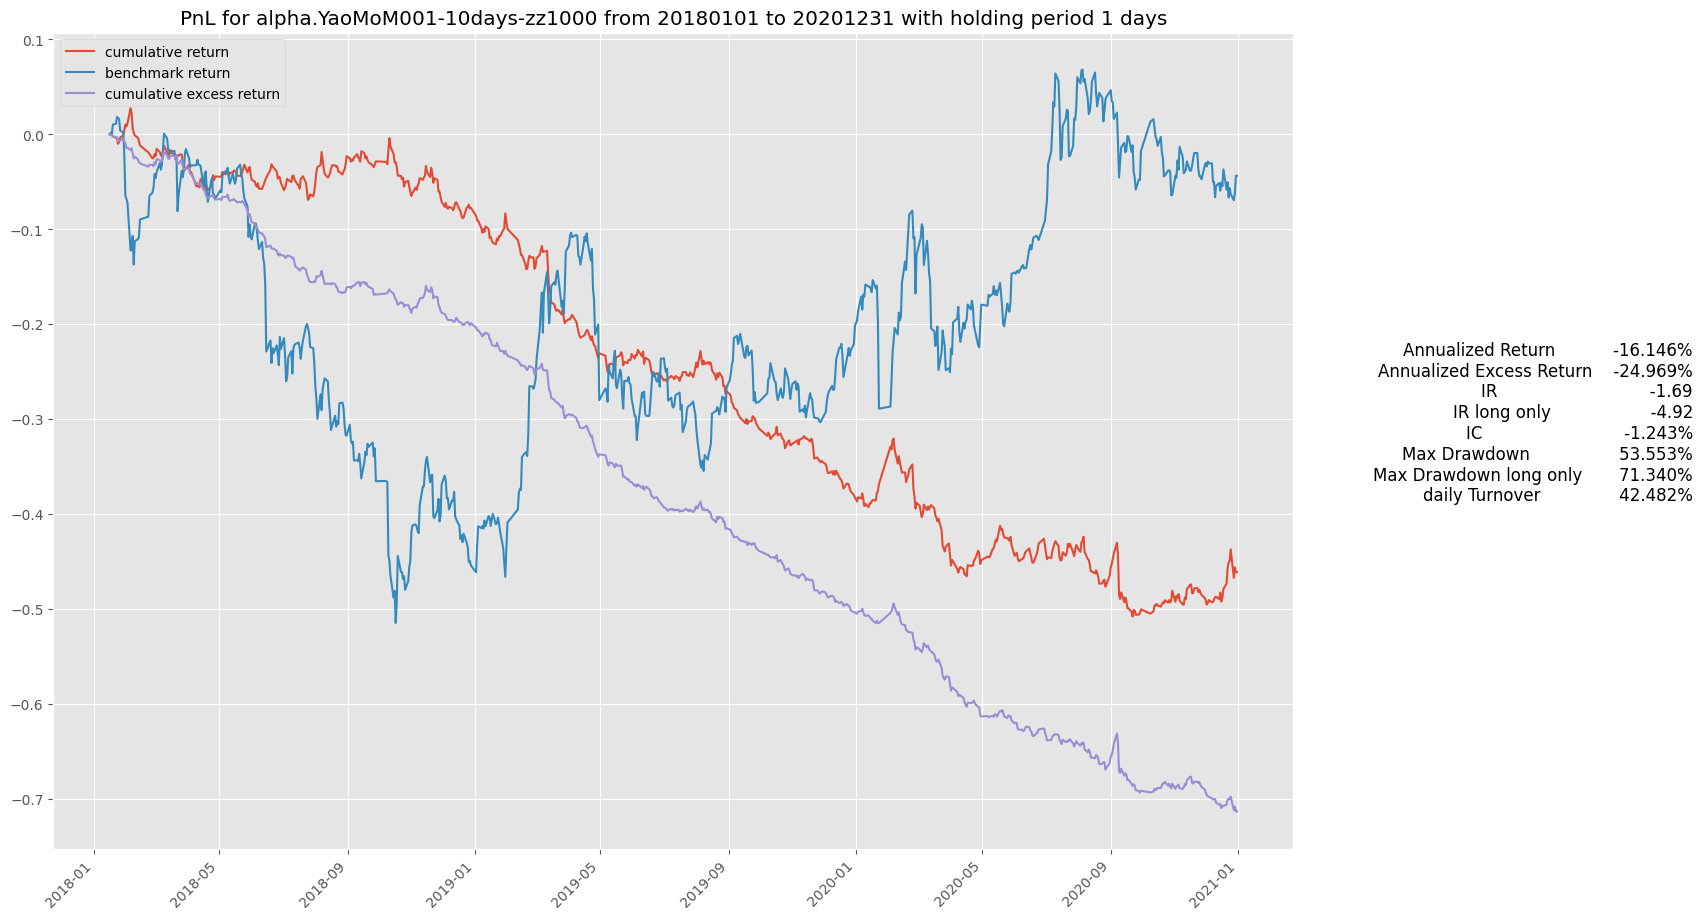 PnL for alpha.YaoMoM001-10days-zz1000 from 20180101 to 20201231 with holding period 1 days
cumulative return
benchmark return
cumulative excess return
0.1
0.0
−0.1
−0.2
−0.3
−0.4
−0.5
−0.6
−0.7
2018-01
2018-05
2018-09
2019-01
2019-05
2019-09
2020-01
2020-05
2020-09
2021-01
Annualized Return -16.146%
Annualized Excess Return -24.969%
IR -1.69
IR long only -4.92
IC -1.243%
Max Drawdown 53.553%
Max Drawdown long only 71.340%
daily Turnover 42.482%